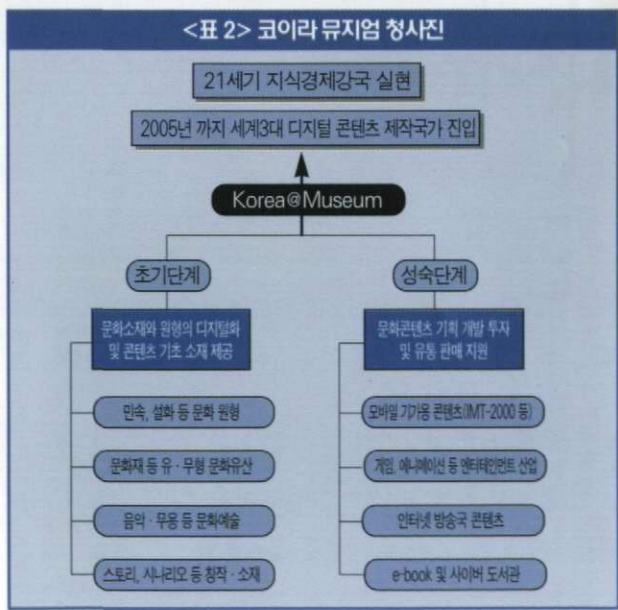 <표 2> 코이라 뮤지엄 청사진
21세기 지식경제강국 실현
2005년 까지 세계3대 디지털 콘텐츠 제작국가 진입
Korea@Museum
초기단계
문화소재와 원형의 디지털화
및 콘텐츠 기초 소재 제공
민속, 설화 등 문화 원형
문화재 등 유·무형 문화유산
음악·무용 등 문화예술
스토리, 시나리오 등 창작·소재
성숙단계
문화콘텐츠 기획 개발 투자
및 유통 판매 지원
모바일 기기용 콘텐츠(IMT-2000 등)
게임, 애니메이션 등 엔터테인먼트 산업
인터넷 방송국 콘텐츠
e-book 및 사이버 도서관